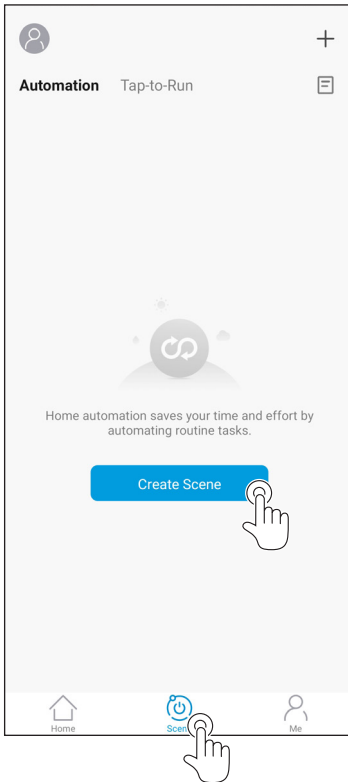 Automation Tap-to-Run
Home automation saves your time and effort by
automating routine tasks.
Create Scene
Home Scen Me